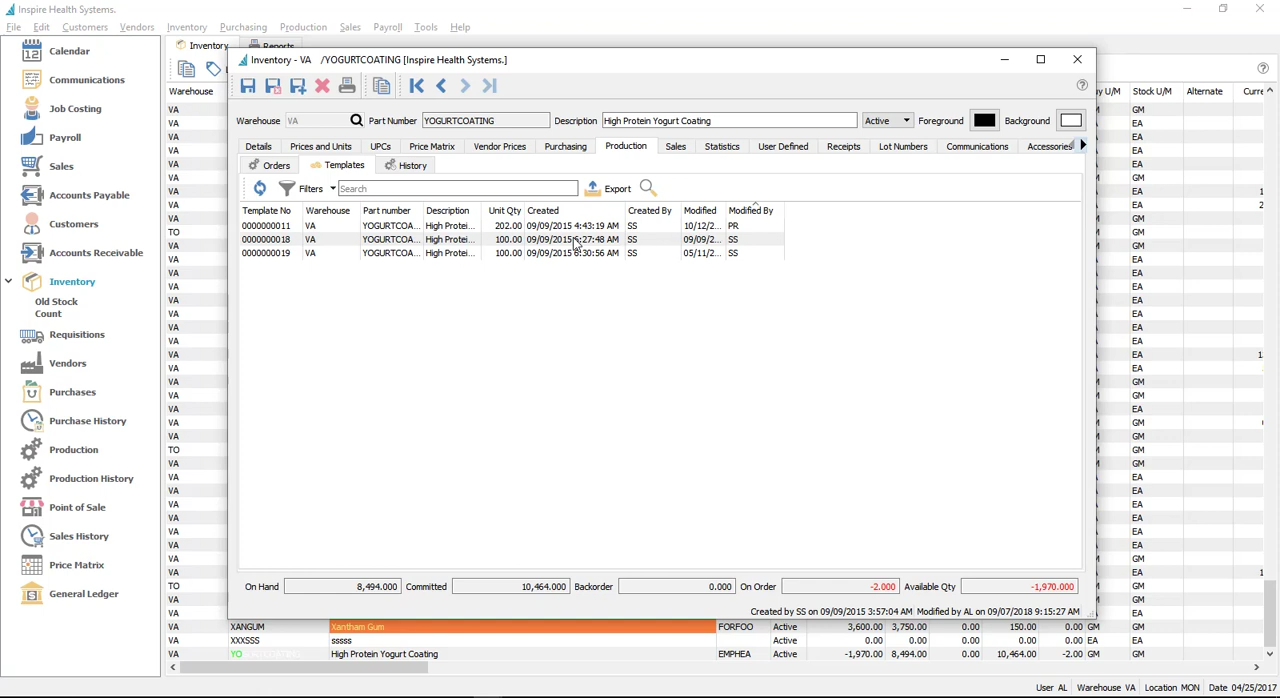 Inspire Health Systems.
File Edit Customers Vendors Inventory Purchasing Production Sales Payroll Tools Help
Calendar
Communications
Job Costing
Payroll
Sales
Accounts Payable
Customers
Accounts Receivable
Inventory
Old Stock
Count
Requisitions
Vendors
Purchases
Purchase History
Production
Production History
Point of Sale
Sales History
Price Matrix
General Ledger
Inventory Reports
Warehouse
Stock U/M Alternate
Inventory - VA /YOGURTCOATING [Inspire Health Systems.]
Warehouse VA Part Number YOGURTCOATING Description High Protein Yogurt Coating Active Foreground Background
Details Prices and Units UPCs Price Matrix Vendor Prices Purchasing Production Sales Statistics User Defined Receipts Lot Numbers Communications Accessories
Orders Templates History
Filters Search Export
Template No Warehouse Part number Description Unit Qty Created Created By Modified Modified By
0000000011 VA YOGURTCOA... High Protei... 202.00 09/09/2015 4:43:19 AM SS 10/12/2... PR
0000000018 VA YOGURTCOA... High Protei... 100.00 09/09/2015 6:27:48 AM SS 09/09/2... SS
0000000019 VA YOGURTCOA... High Protei... 100.00 09/09/2015 6:30:56 AM SS 05/11/2... SS
On Hand 8,494.000 Committed 10,464.000 Backorder 0.000 On Order -2.000 Available Qty -1,970.000
Created by SS on 09/09/2015 3:57:04 AM Modified by AL on 09/07/2018 9:15:27 AM
VA XANGUM Xantham Gum FORFOO Active 3,600.00 3,750.00 0.00 150.00 0.00 GM GM
VA XXXSSS sssss Active 0.00 0.00 0.00 0.00 0.00 EA EA
VA YO High Protein Yogurt Coating EMPHEA Active -1,970.00 8,494.00 0.00 10,464.00 -2.00 GM GM
User AL Warehouse VA Location MON Date 04/25/2017